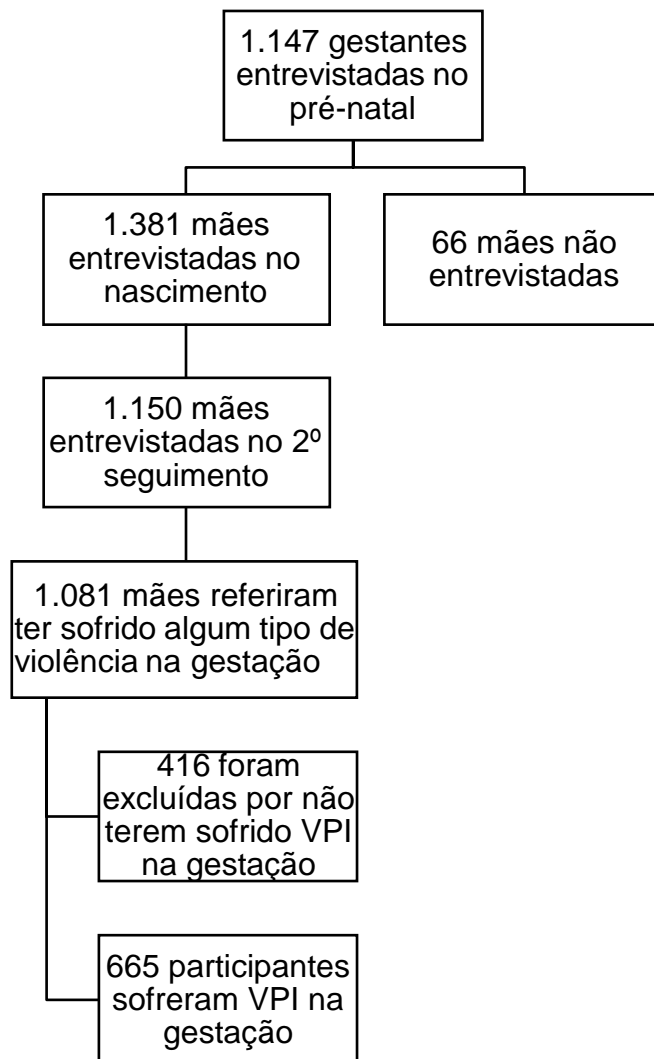 1.147 gestantes
entrevistadas no
pré-natal
1.381 mães
entrevistadas no
nascimento
66 mães não
entrevistadas
1.150 mães
entrevistadas no 2º
seguimento
1.081 mães referiram
ter sofrido algum tipo de
violência na gestação
416 foram
excluídas por não
terem sofrido VPI
na gestação
665 participantes
sofreram VPI na
gestação